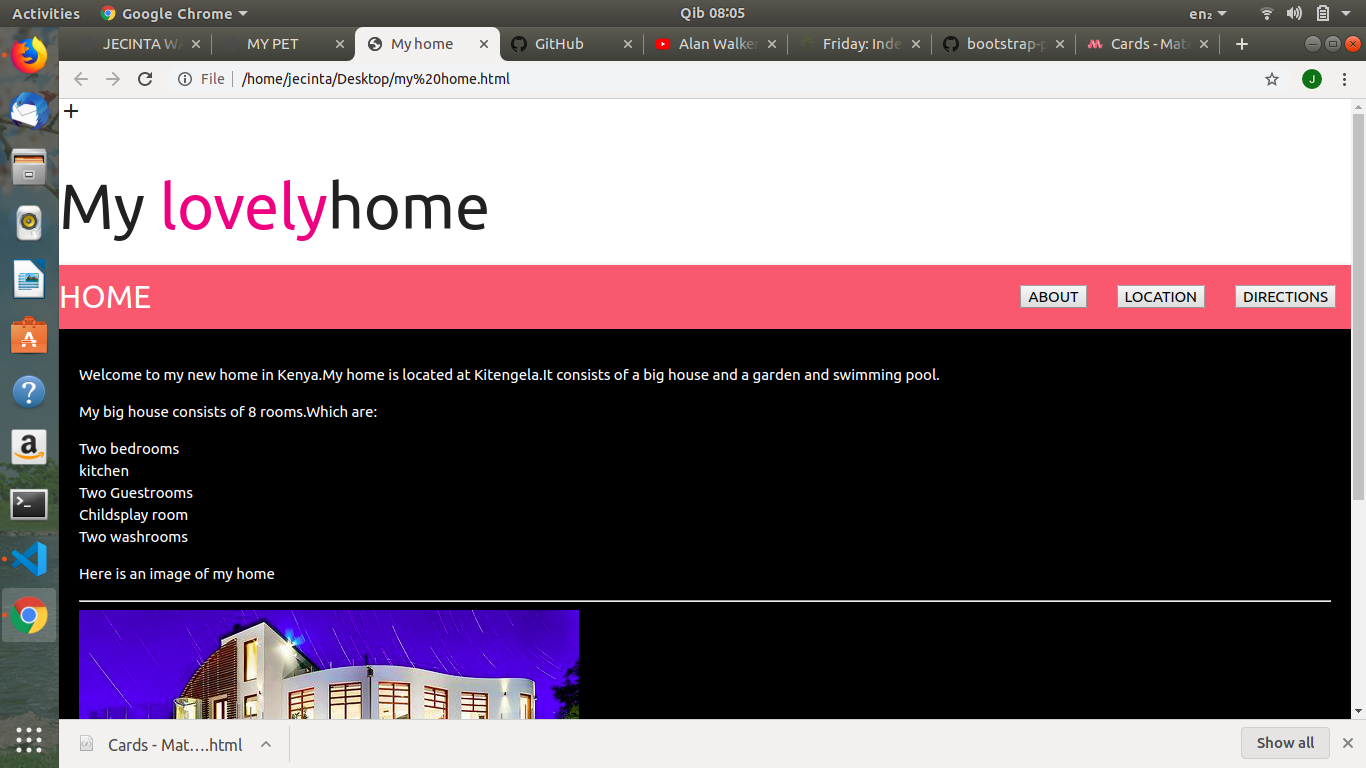 Activities Google Chrome Qib 08:05 en₂
JECINTA WA MY PET My home GitHub Alan Walker Friday: Inde bootstrap-p Cards - Mate
File /home/jecinta/Desktop/my%20home.html J
+
My lovelyhome
HOME ABOUT LOCATION DIRECTIONS
Welcome to my new home in Kenya.My home is located at Kitengela.It consists of a big house and a garden and swimming pool.
My big house consists of 8 rooms.Which are:
Two bedrooms
kitchen
Two Guestrooms
Childsplay room
Two washrooms
Here is an image of my home
Cards - Mat....html Show all